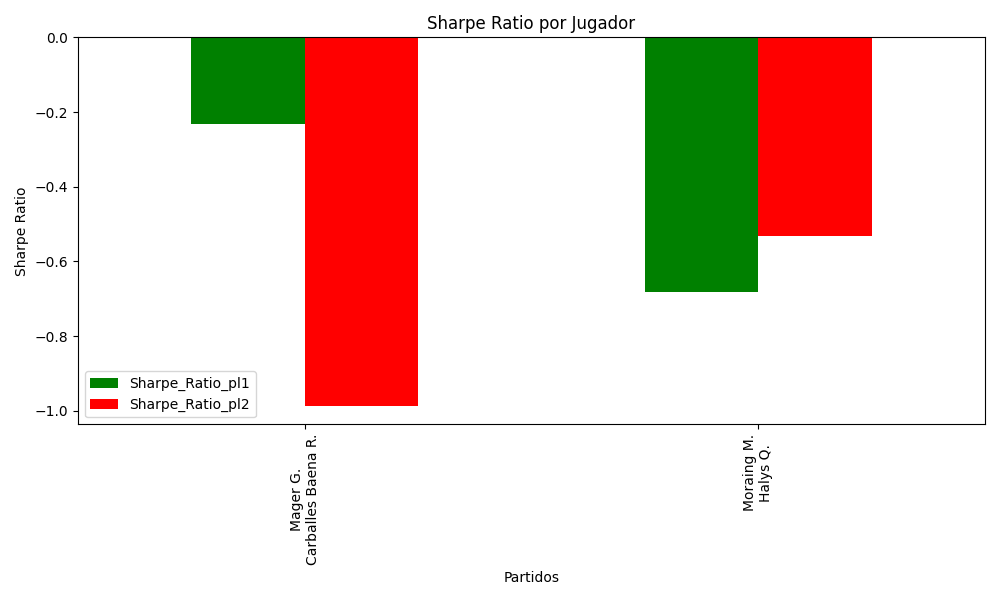 Sharpe Ratio por Jugador
Sharpe Ratio
0.0
−0.2
−0.4
−0.6
−0.8
−1.0
Sharpe_Ratio_pl1
Sharpe_Ratio_pl2
Mager G.
Carballes Baena R.
Moraing M.
Halys Q.
Partidos